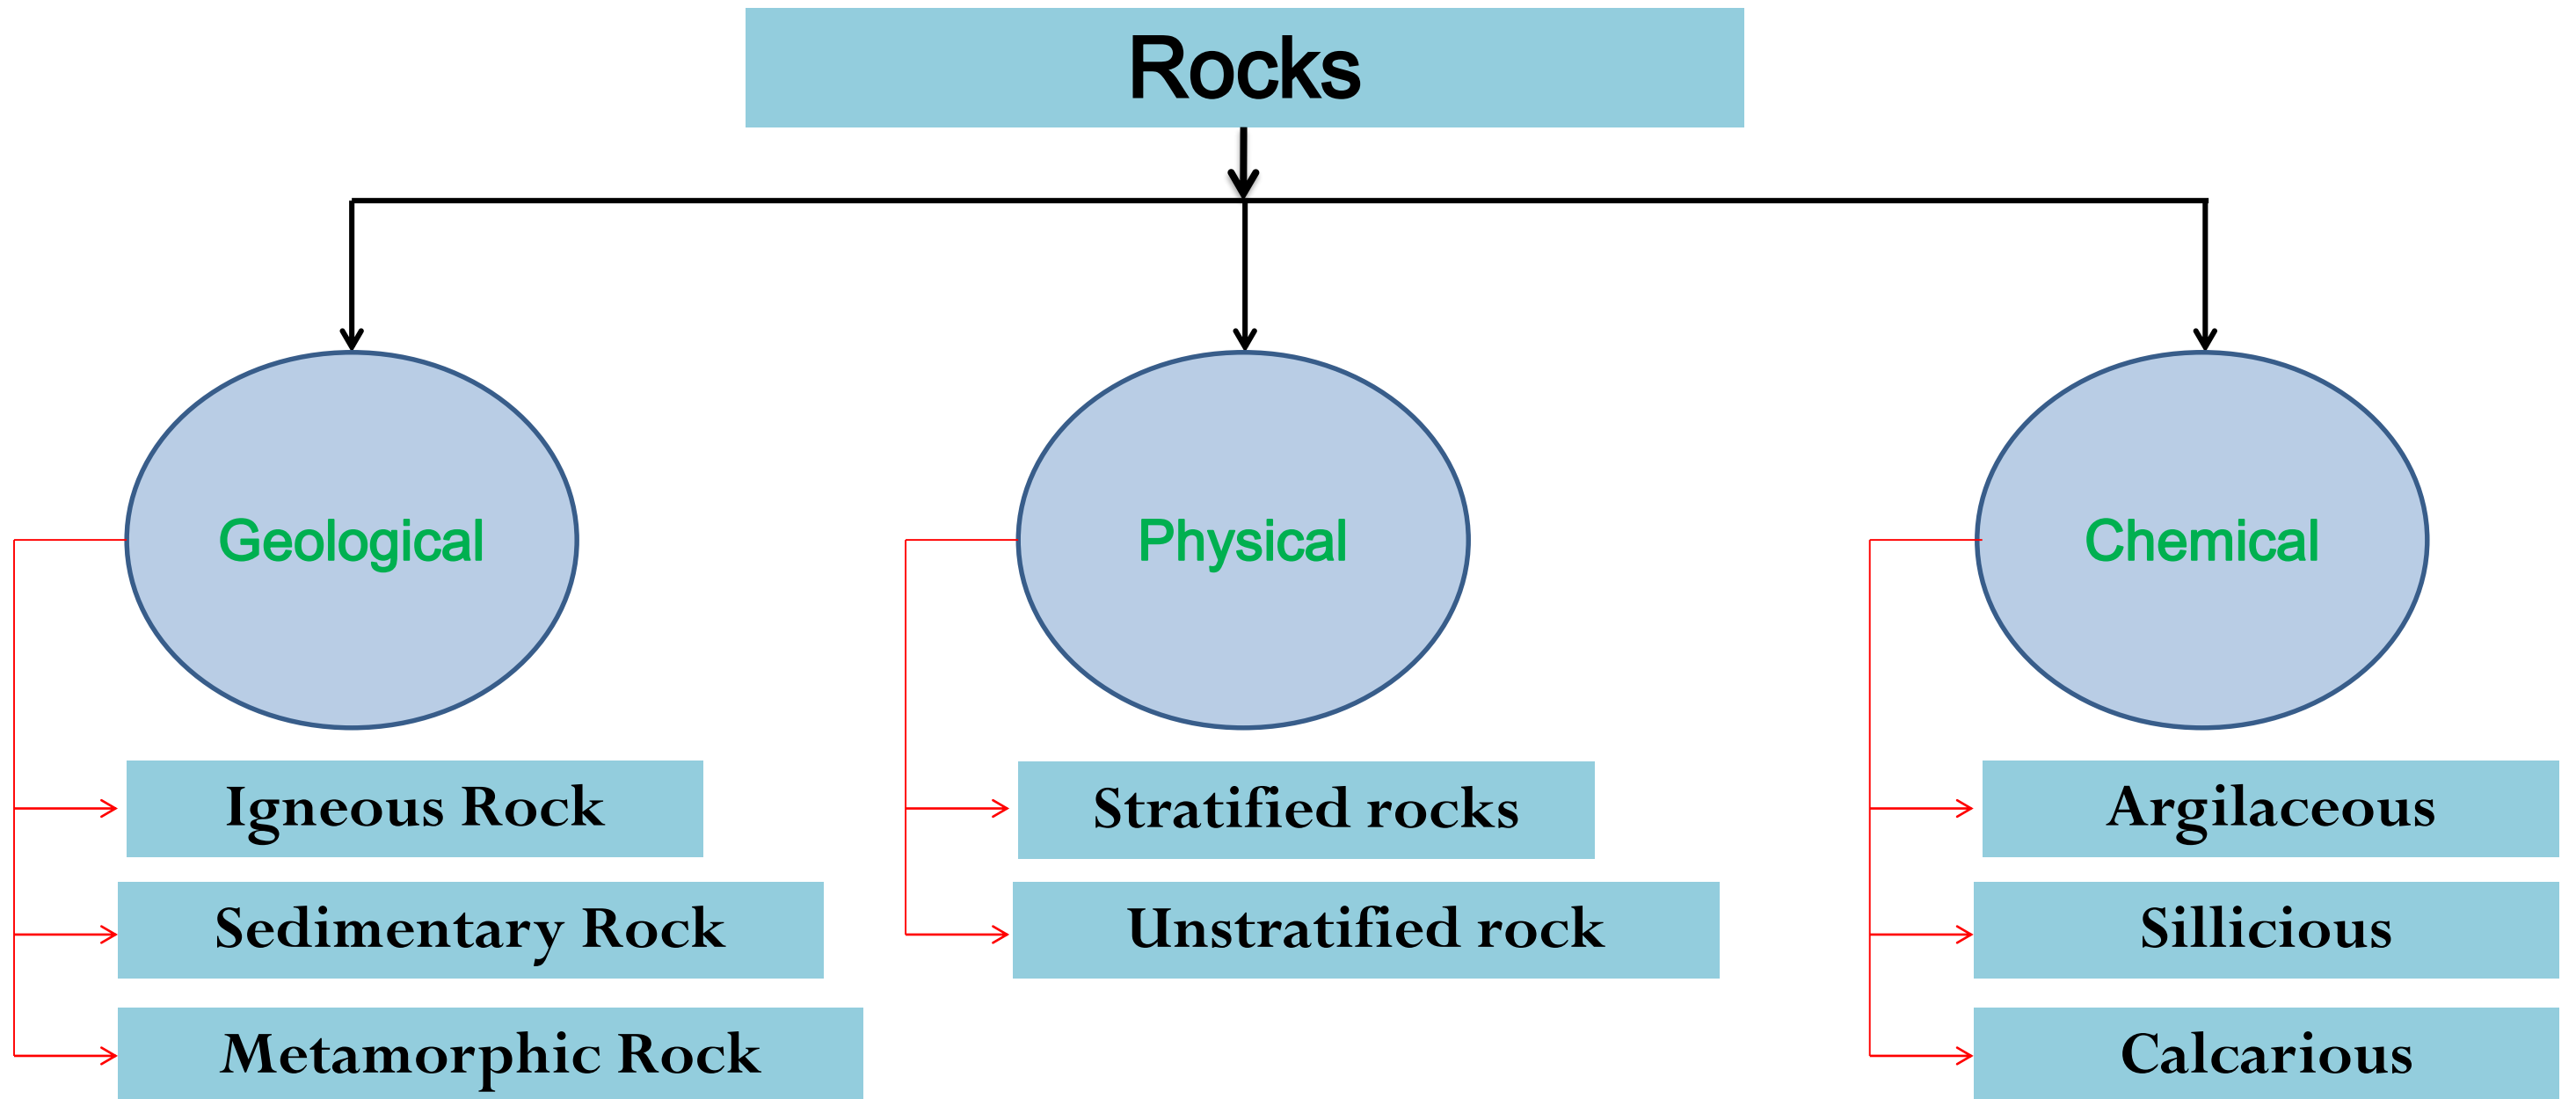 Rocks
Geological
Physical
Chemical
Igneous Rock
Sedimentary Rock
Metamorphic Rock
Stratified rocks
Unstratified rock
Argilaceous
Sillicious
Calcarious